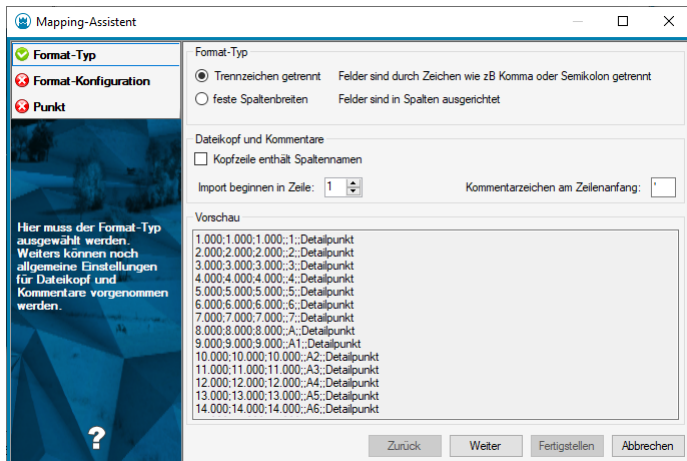 Mapping-Assistent
Format-Typ
Format-Konfiguration
Punkt
Hier muss der Format-Typ
ausgewählt werden.
Weiters können noch
allgemeine Einstellungen
für Dateikopf und
Kommentare vorgenommen
werden.
?
Format-Typ
Trennzeichen getrennt Felder sind durch Zeichen wie zB Komma oder Semikolon getrennt
feste Spaltenbreiten Felder sind in Spalten ausgerichtet
Dateikopf und Kommentare
Kopfzeile enthält Spaltennamen
Import beginnen in Zeile: 1 Kommentarzeichen am Zeilenanfang: '
Vorschau
1.000;1.000;1.000;;1;;Detailpunkt
2.000;2.000;2.000;;2;;Detailpunkt
3.000;3.000;3.000;;3;;Detailpunkt
4.000;4.000;4.000;;4;;Detailpunkt
5.000;5.000;5.000;;5;;Detailpunkt
6.000;6.000;6.000;;6;;Detailpunkt
7.000;7.000;7.000;;7;;Detailpunkt
8.000;8.000;8.000;;A;;Detailpunkt
9.000;9.000;9.000;;A1;;Detailpunkt
10.000;10.000;10.000;;A2;;Detailpunkt
11.000;11.000;11.000;;A3;;Detailpunkt
12.000;12.000;12.000;;A4;;Detailpunkt
13.000;13.000;13.000;;A5;;Detailpunkt
14.000;14.000;14.000;;A6;;Detailpunkt
Zurück Weiter Fertigstellen Abbrechen